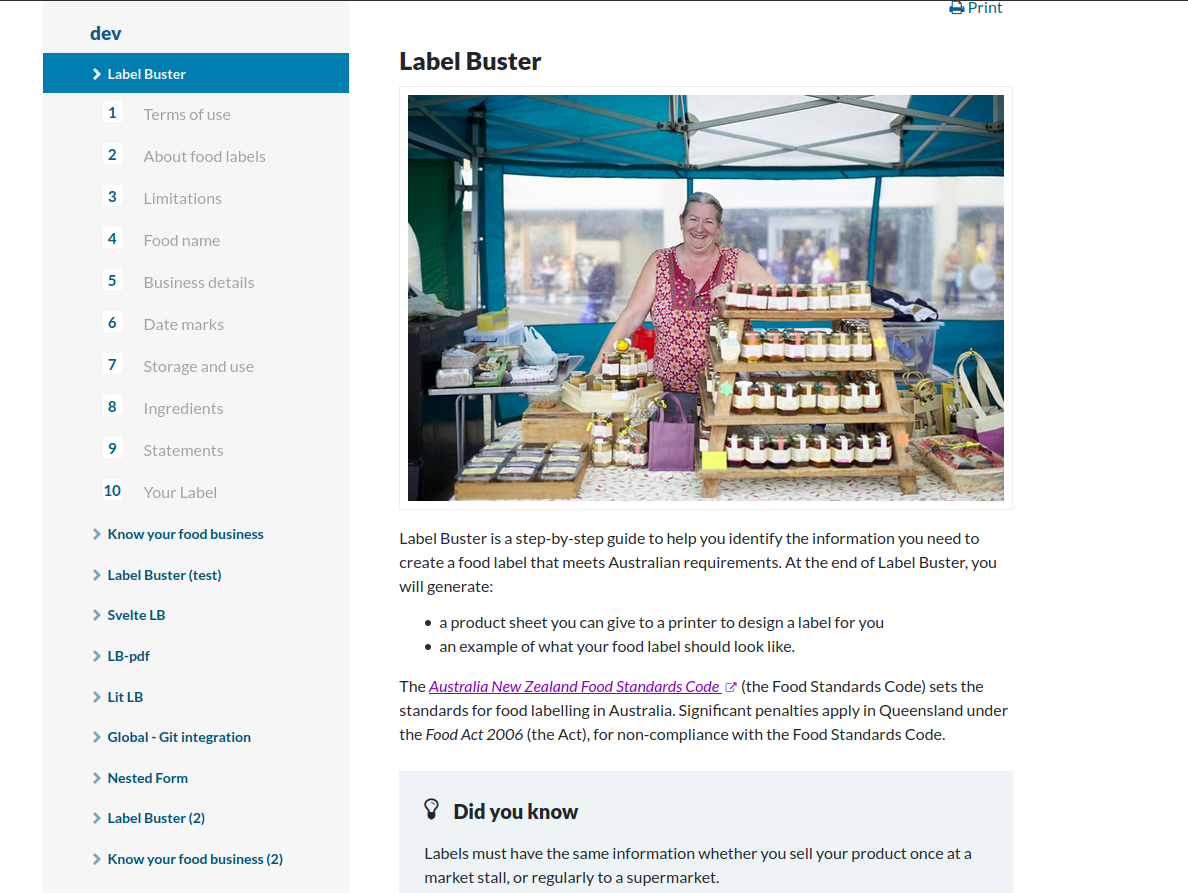 Print
dev
Label Buster
1 Terms of use
2 About food labels
3 Limitations
4 Food name
5 Business details
6 Date marks
7 Storage and use
8 Ingredients
9 Statements
10 Your Label
Know your food business
Label Buster (test)
Svelte LB
LB-pdf
Lit LB
Global - Git integration
Nested Form
Label Buster (2)
Know your food business (2)
Label Buster
Label Buster is a step-by-step guide to help you identify the information you need to
create a food label that meets Australian requirements. At the end of Label Buster, you
will generate:
• a product sheet you can give to a printer to design a label for you
• an example of what your food label should look like.
The Australia New Zealand Food Standards Code (the Food Standards Code) sets the
standards for food labelling in Australia. Significant penalties apply in Queensland under
the Food Act 2006 (the Act), for non-compliance with the Food Standards Code.
Did you know
Labels must have the same information whether you sell your product once at a
market stall, or regularly to a supermarket.